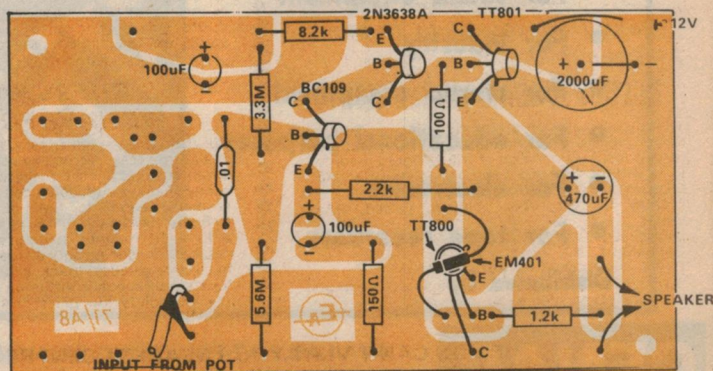 2N3638A
TT801
12V
8.2k
C
E
+
100uF
−
B
B
+
−
2000uF
C
E
3.3M
BC109
C
B
E
100Ω
.01
2.2k
+
−
470uF
+
100uF
−
TT800
EM401
E
5.6M
150Ω
B
1.2k
SPEAKER
71/A8
EA
C
INPUT FROM POT